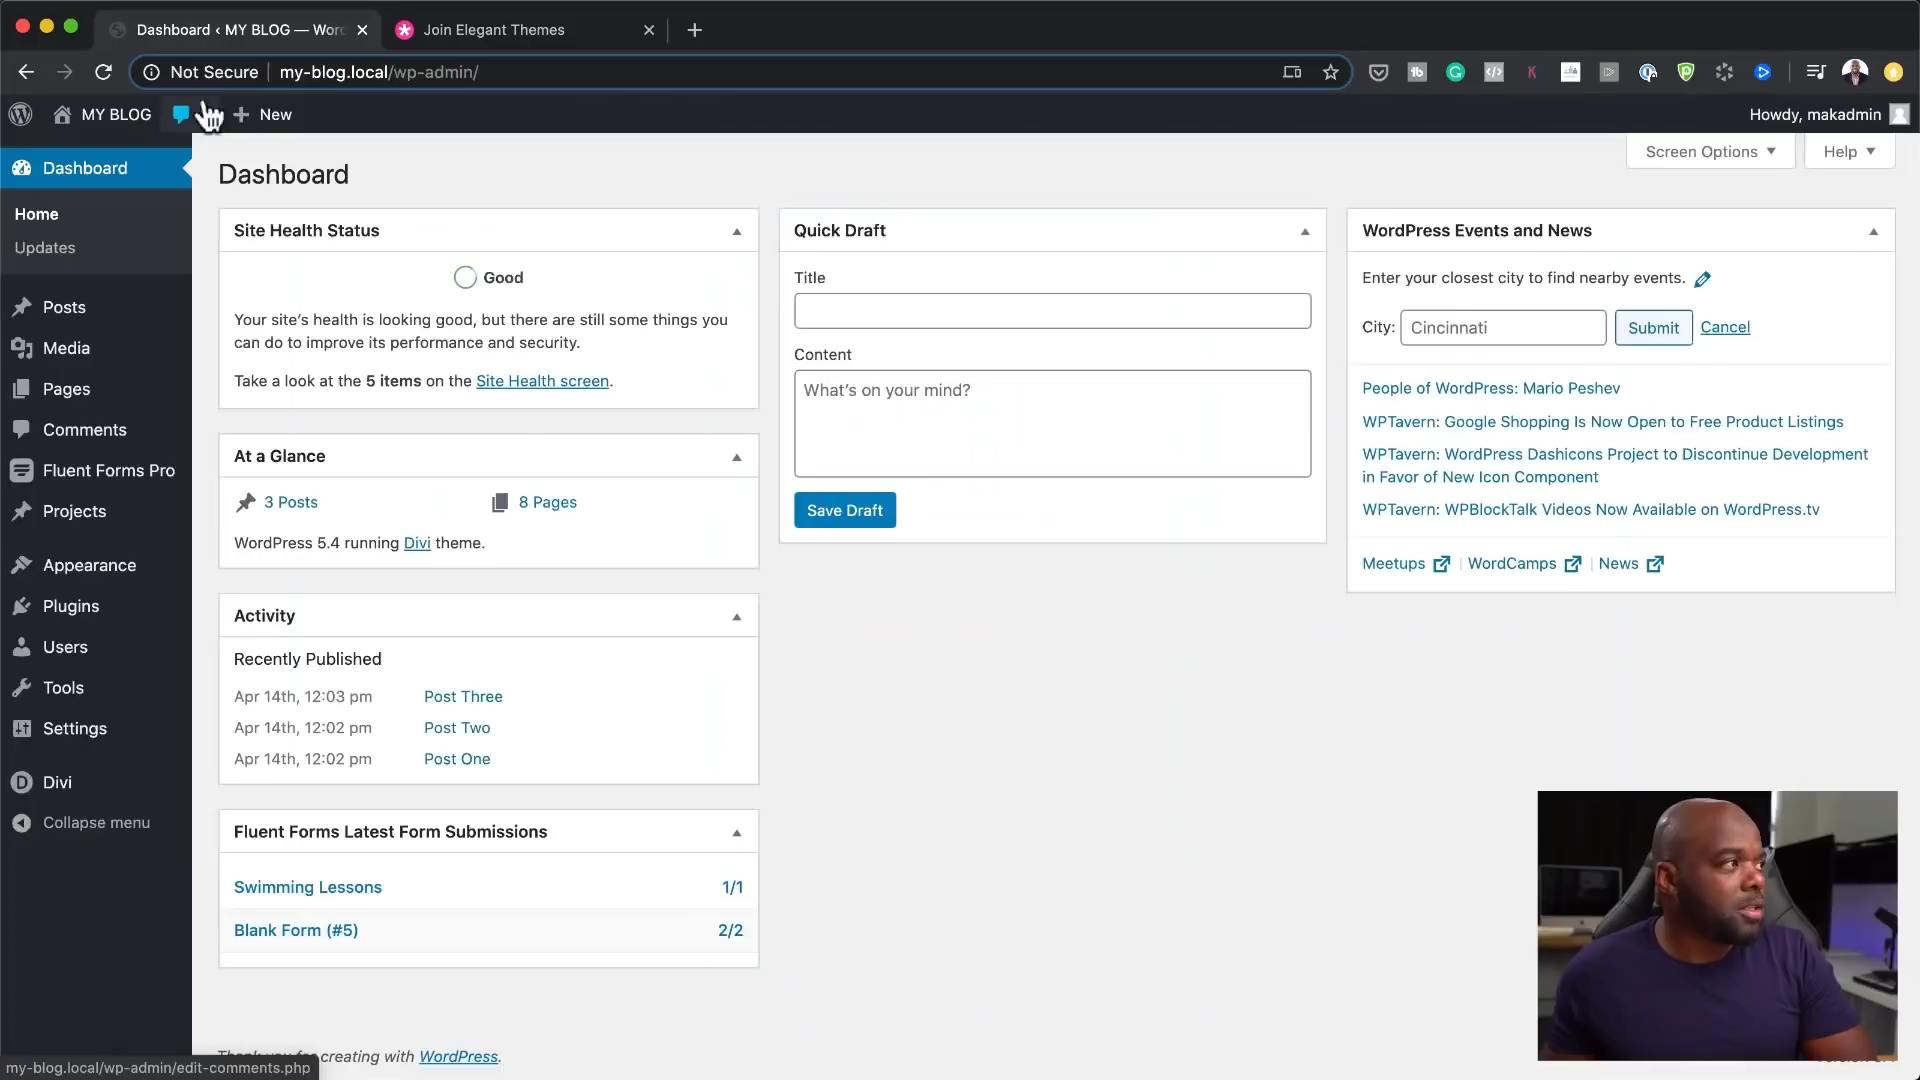 Dashboard ‹ MY BLOG — Wor
Join Elegant Themes
Not Secure
my-blog.local/wp-admin/
MY BLOG
New
Howdy, makadmin
Dashboard
Home
Updates
Posts
Media
Pages
Comments
Fluent Forms Pro
Projects
Appearance
Plugins
Users
Tools
Settings
Divi
Collapse menu
Screen Options
Help
Dashboard
Site Health Status
Good
Your site's health is looking good, but there are still some things you
can do to improve its performance and security.
Take a look at the 5 items on the Site Health screen.
At a Glance
3 Posts
8 Pages
WordPress 5.4 running Divi theme.
Activity
Recently Published
Apr 14th, 12:03 pm Post Three
Apr 14th, 12:02 pm Post Two
Apr 14th, 12:02 pm Post One
Fluent Forms Latest Form Submissions
Swimming Lessons 1/1
Blank Form (#5) 2/2
Quick Draft
Title
Content
What's on your mind?
Save Draft
WordPress Events and News
Enter your closest city to find nearby events.
City: Cincinnati Submit Cancel
People of WordPress: Mario Peshev
WPTavern: Google Shopping Is Now Open to Free Product Listings
WPTavern: WordPress Dashicons Project to Discontinue Development
in Favor of New Icon Component
WPTavern: WPBlockTalk Videos Now Available on WordPress.tv
Meetups | WordCamps | News
creating with WordPress.
my-blog.local/wp-admin/edit-comments.php